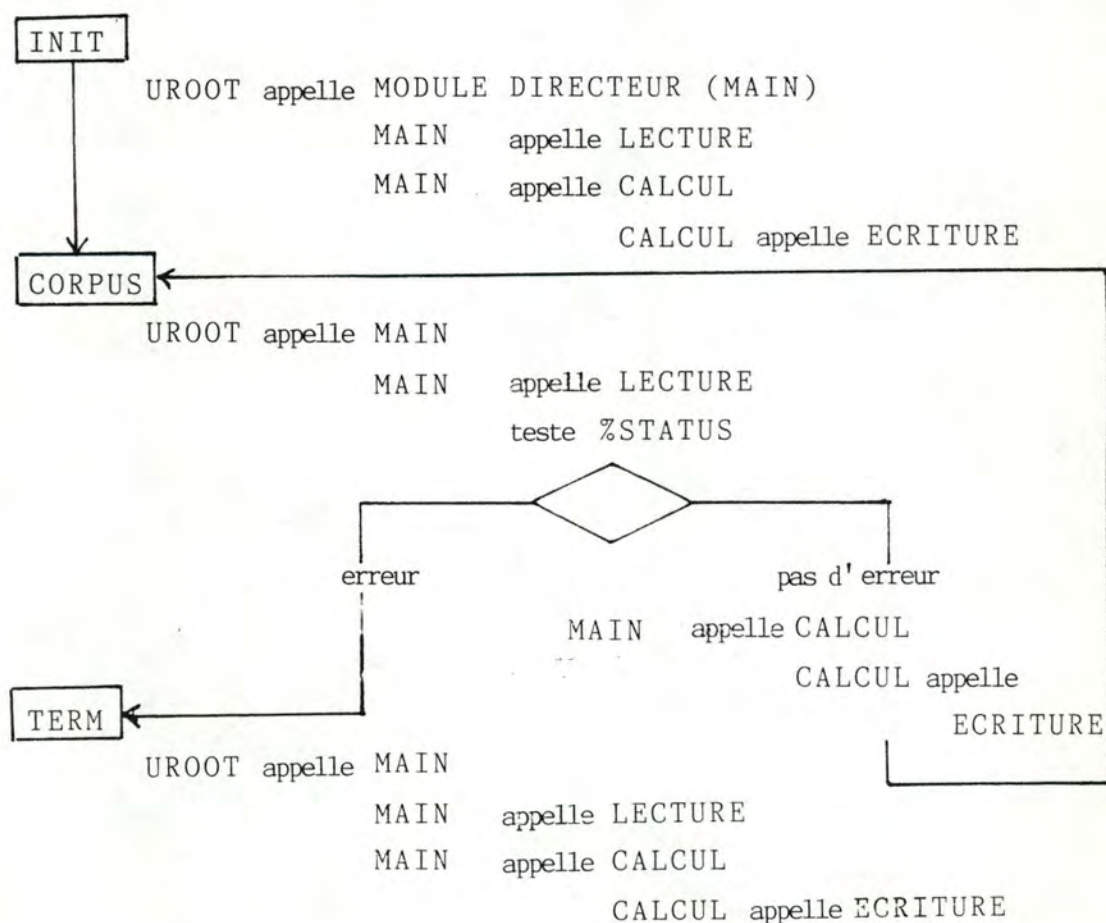 INIT
UROOT appelle MODULE DIRECTEUR (MAIN)
MAIN appelle LECTURE
MAIN appelle CALCUL
CALCUL appelle ECRITURE
CORPUS
UROOT appelle MAIN
MAIN appelle LECTURE
teste %STATUS
erreur
pas d'erreur
MAIN appelle CALCUL
CALCUL appelle
ECRITURE
TERM
UROOT appelle MAIN
MAIN appelle LECTURE
MAIN appelle CALCUL
CALCUL appelle ECRITURE